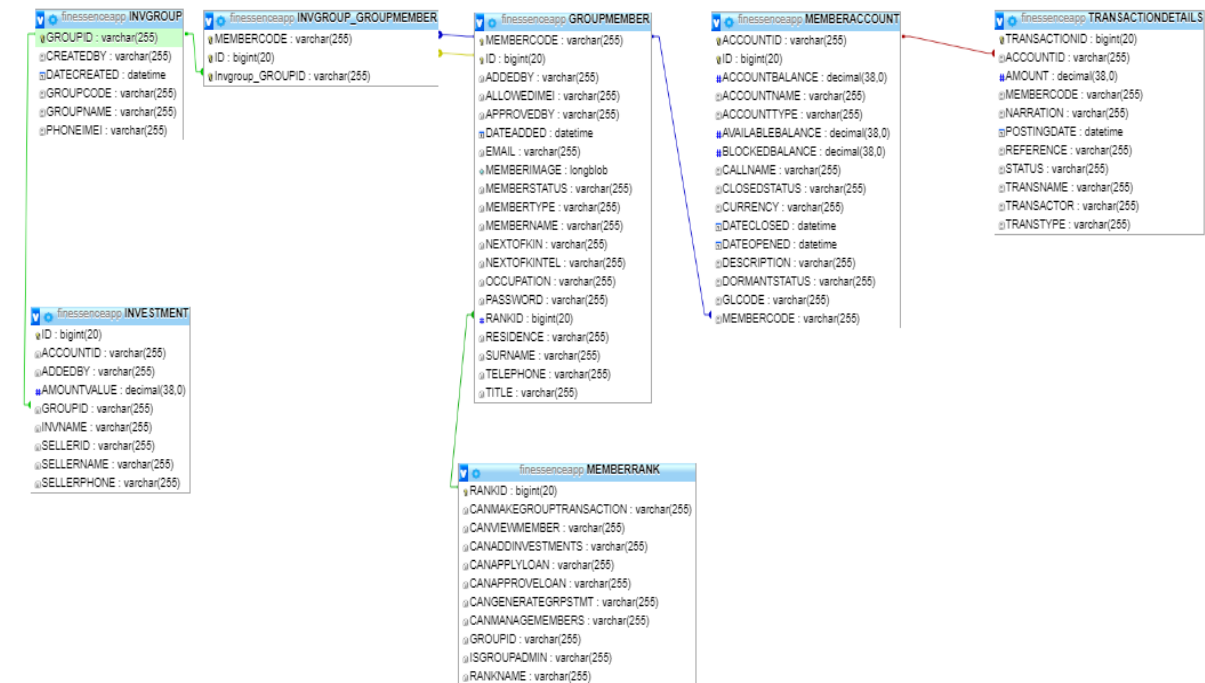 finessenceapp INVGROUP
GROUPID : varchar(255)
CREATEDBY : varchar(255)
DATECREATED : datetime
GROUPCODE : varchar(255)
GROUPNAME : varchar(255)
PHONEIMEI : varchar(255)
finessenceapp INVGROUP_GROUPMEMBER
MEMBERCODE : varchar(255)
ID : bigint(20)
Invgroup_GROUPID : varchar(255)
finessenceapp GROUPMEMBER
MEMBERCODE : varchar(255)
ID : bigint(20)
ADDEDBY : varchar(255)
ALLOWEDIMEI : varchar(255)
APPROVEDBY : varchar(255)
DATEADDED : datetime
EMAIL : varchar(255)
MEMBERIMAGE : longblob
MEMBERSTATUS : varchar(255)
MEMBERTYPE : varchar(255)
MEMBERNAME : varchar(255)
NEXTOFKIN : varchar(255)
NEXTOFKINTEL : varchar(255)
OCCUPATION : varchar(255)
PASSWORD : varchar(255)
RANKID : bigint(20)
RESIDENCE : varchar(255)
SURNAME : varchar(255)
TELEPHONE : varchar(255)
TITLE : varchar(255)
finessenceapp MEMBERACCOUNT
ACCOUNTID : varchar(255)
ID : bigint(20)
ACCOUNTBALANCE : decimal(38,0)
ACCOUNTNAME : varchar(255)
ACCOUNTTYPE : varchar(255)
AVAILABLEBALANCE : decimal(38,0)
BLOCKEDBALANCE : decimal(38,0)
CALLNAME : varchar(255)
CLOSEDSTATUS : varchar(255)
CURRENCY : varchar(255)
DATECLOSED : datetime
DATEOPENED : datetime
DESCRIPTION : varchar(255)
DORMANTSTATUS : varchar(255)
GLCODE : varchar(255)
MEMBERCODE : varchar(255)
finessenceapp TRANSACTIONDETAILS
TRANSACTIONID : bigint(20)
ACCOUNTID : varchar(255)
AMOUNT : decimal(38,0)
MEMBERCODE : varchar(255)
NARRATION : varchar(255)
POSTINGDATE : datetime
REFERENCE : varchar(255)
STATUS : varchar(255)
TRANSNAME : varchar(255)
TRANSACTOR : varchar(255)
TRANSTYPE : varchar(255)
finessenceapp INVESTMENT
ID : bigint(20)
ACCOUNTID : varchar(255)
ADDEDBY : varchar(255)
AMOUNTVALUE : decimal(38,0)
GROUPID : varchar(255)
INVNAME : varchar(255)
SELLERID : varchar(255)
SELLERNAME : varchar(255)
SELLERPHONE : varchar(255)
finessenceapp MEMBERRANK
RANKID : bigint(20)
CANMAKEGROUPTRANSACTION : varchar(255)
CANVIEWMEMBER : varchar(255)
CANADDINVESTMENTS : varchar(255)
CANAPPLYLOAN : varchar(255)
CANAPPROVELOAN : varchar(255)
CANGENERATEGRPSTMT : varchar(255)
CANMANAGEMEMBERS : varchar(255)
GROUPID : varchar(255)
ISGROUPADMIN : varchar(255)
RANKNAME : varchar(255)